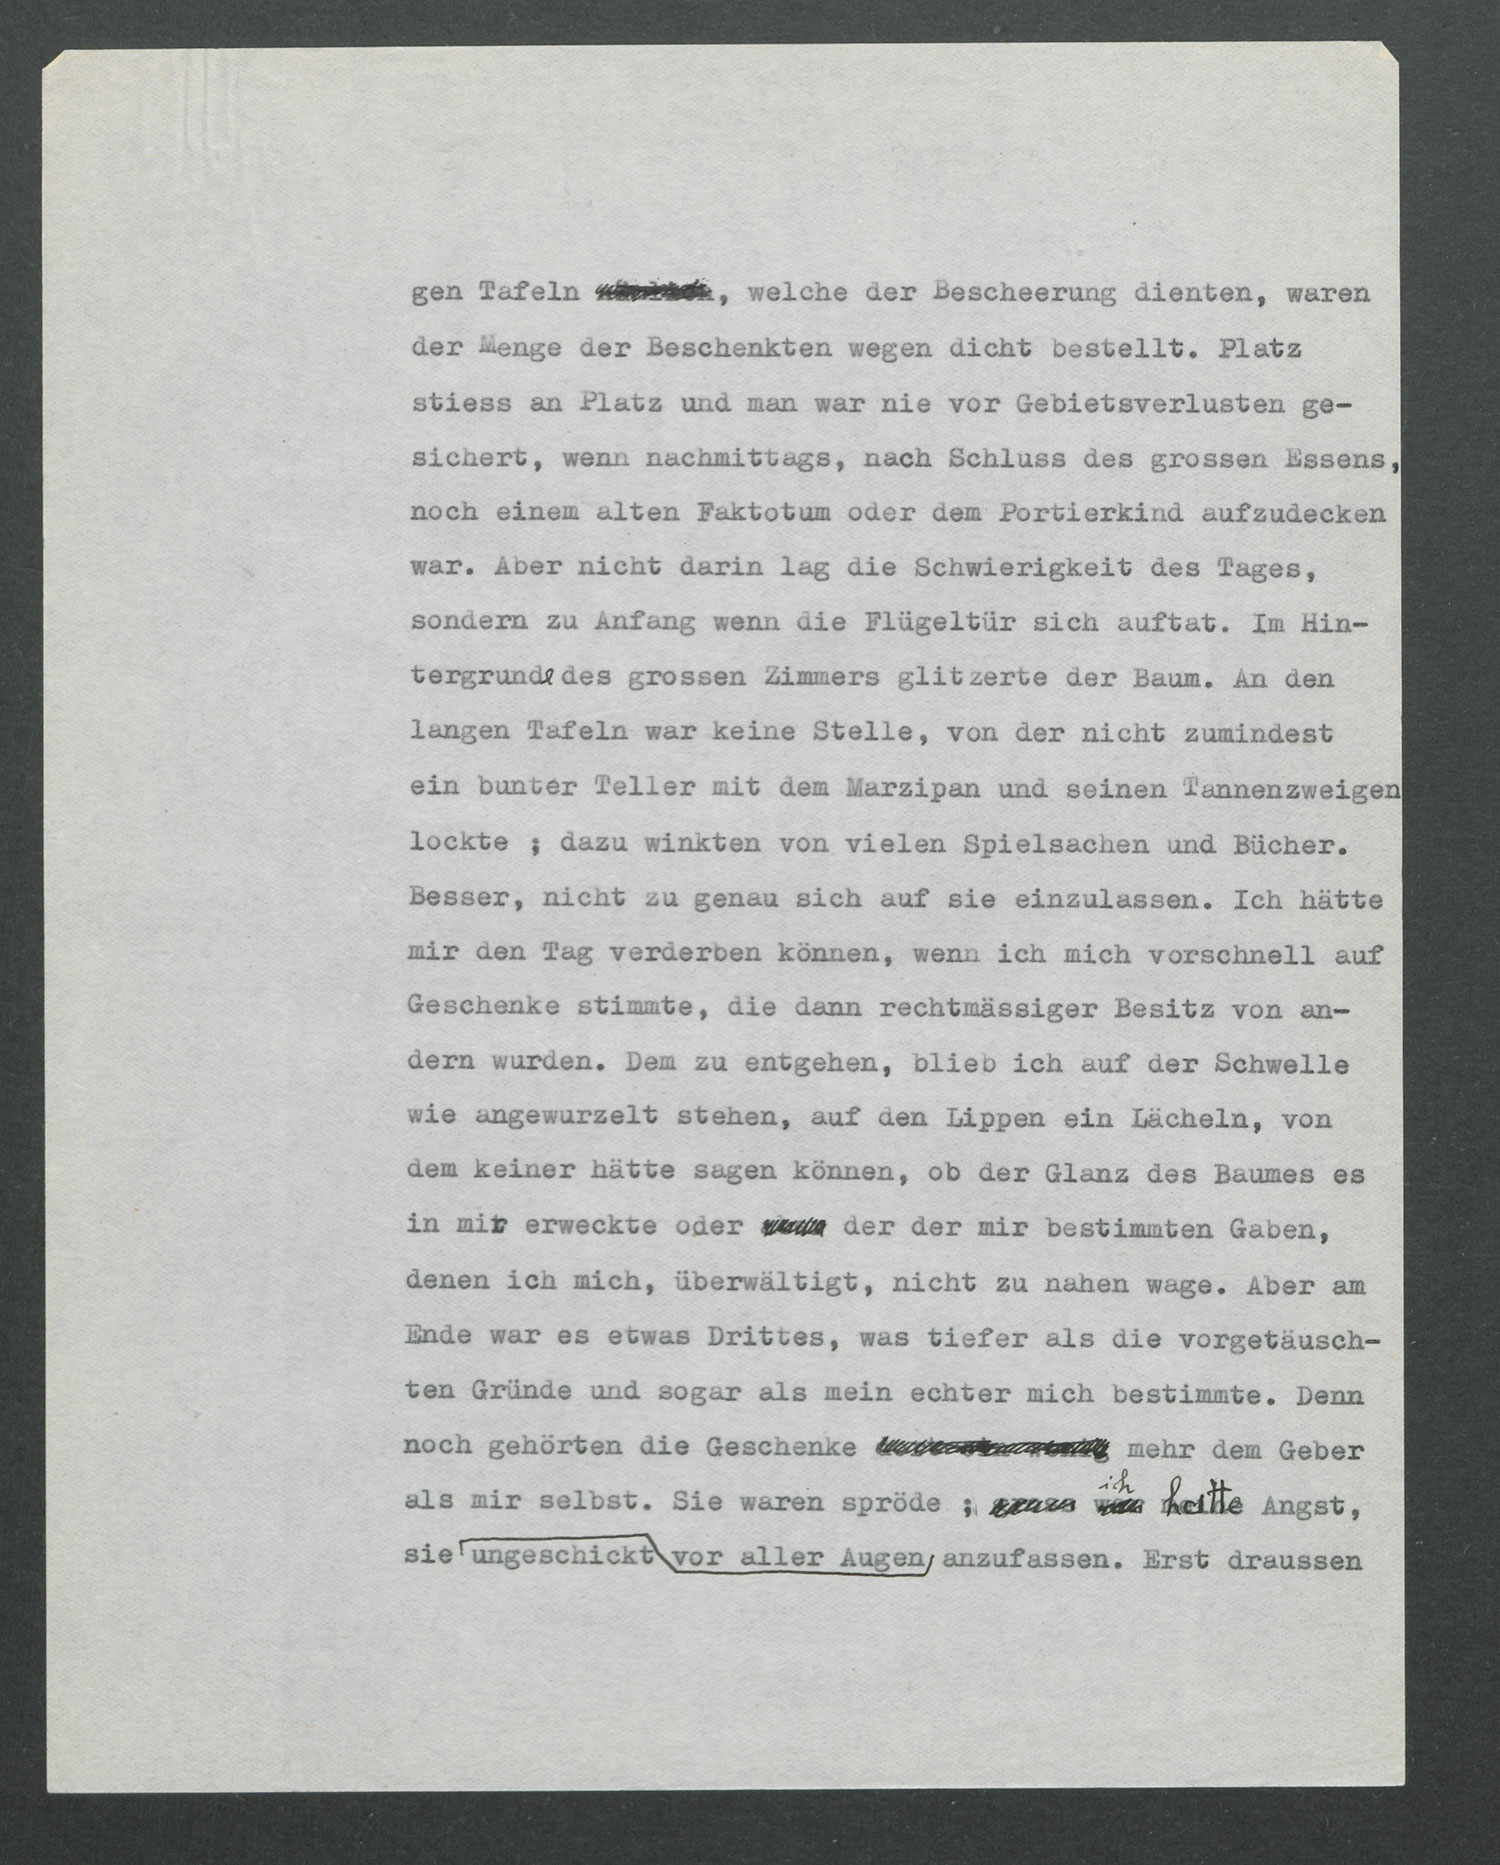 gen Tafeln , welche der Bescheerung dienten, waren
der Menge der Beschenkten wegen dicht bestellt. Platz
stiess an Platz und man war nie vor Gebietsverlusten ge-
sichert, wenn nachmittags, nach Schluss des grossen Essens,
noch einem alten Faktotum oder dem Portierkind aufzudecken
war. Aber nicht darin lag die Schwierigkeit des Tages,
sondern zu Anfang wenn die Flügeltür sich auftat. Im Hin-
tergrunde des grossen Zimmers glitzerte der Baum. An den
langen Tafeln war keine Stelle, von der nicht zumindest
ein bunter Teller mit dem Marzipan und seinen Tannenzweigen
lockte ; dazu winkten von vielen Spielsachen und Bücher.
Besser, nicht zu genau sich auf sie einzulassen. Ich hätte
mir den Tag verderben können, wenn ich mich vorschnell auf
Geschenke stimmte, die dann rechtmässiger Besitz von an-
dern wurden. Dem zu entgehen, blieb ich auf der Schwelle
wie angewurzelt stehen, auf den Lippen ein Lächeln, von
dem keiner hätte sagen können, ob der Glanz des Baumes es
in mir erweckte oder der der mir bestimmten Gaben,
denen ich mich, überwältigt, nicht zu nahen wage. Aber am
Ende war es etwas Drittes, was tiefer als die vorgetäusch-
ten Gründe und sogar als mein echter mich bestimmte. Denn
noch gehörten die Geschenke mehr dem Geber
als mir selbst. Sie waren spröde ; ich hatte Angst,
sie ungeschickt vor aller Augen anzufassen. Erst draussen